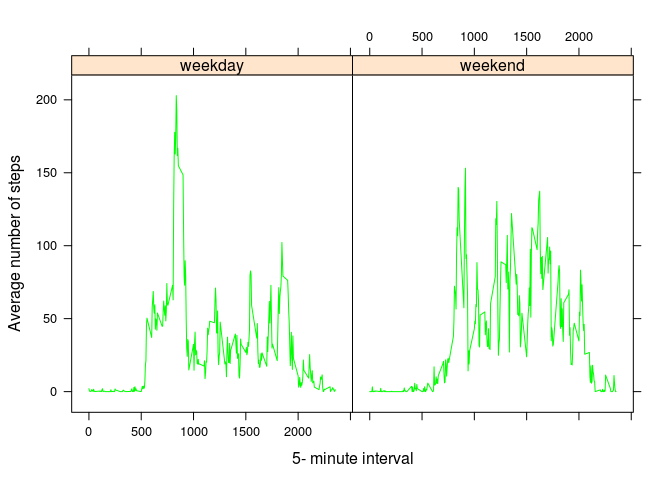 0 500 1000 1500 2000
weekday weekend
200
150
100
50
0
Average number of steps
0 500 1000 1500 2000
5- minute interval